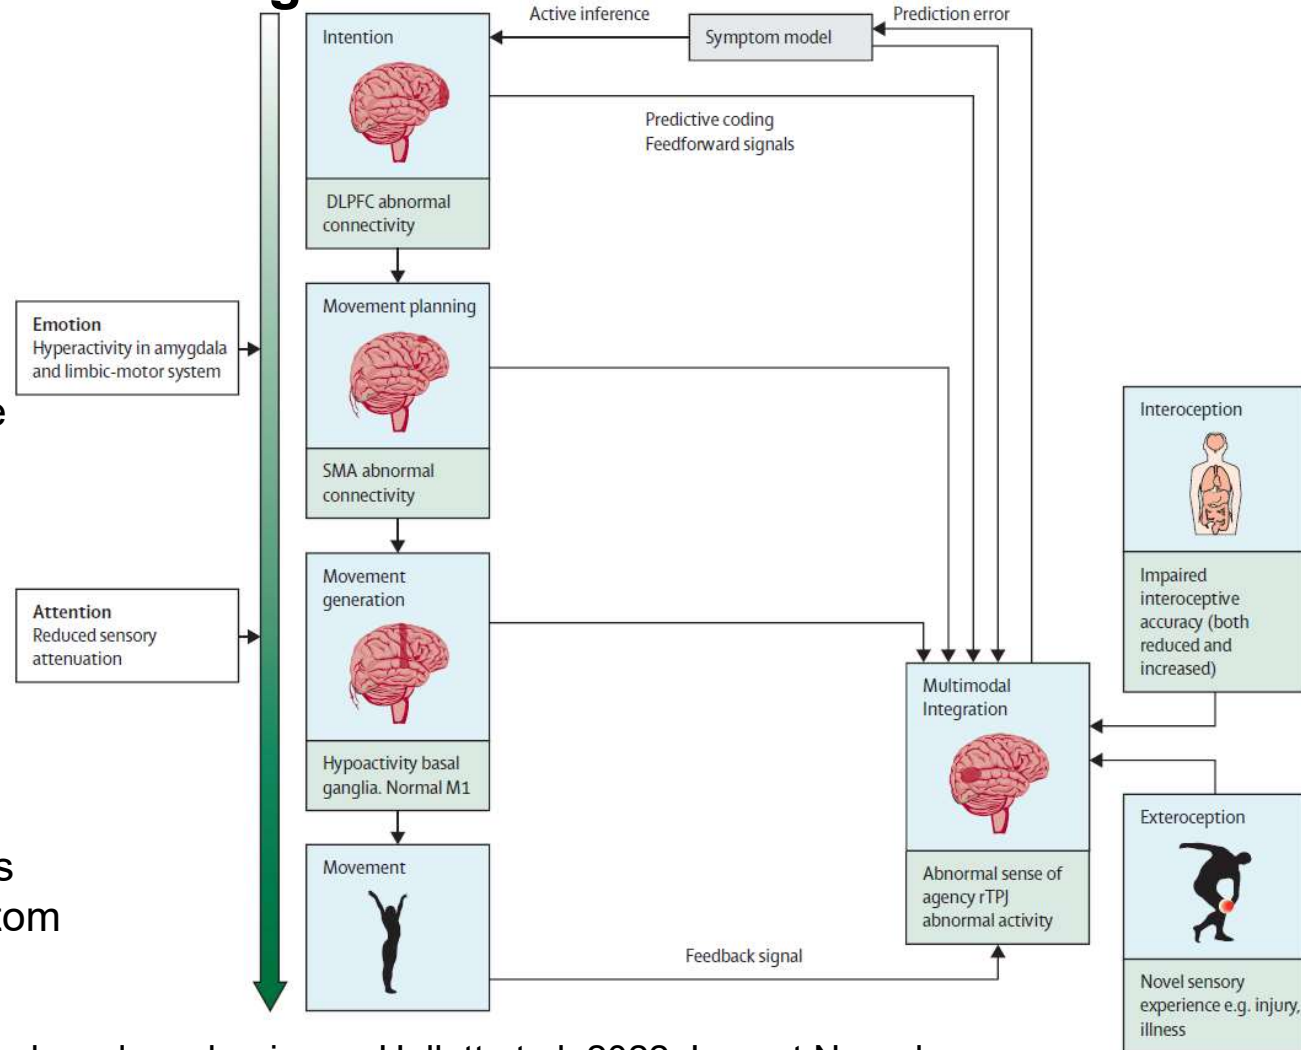 Active inference
Prediction error
Intention
Symptom model
Predictive coding
Feedforward signals
DLPFC abnormal
connectivity
Movement planning
Emotion
Hyperactivity in amygdala
and limbic-motor system
e
Interoception
SMA abnormal
connectivity
Movement
generation
Impaired
interoceptive
accuracy (both
reduced and
increased)
Attention
Reduced sensory
attenuation
Multimodal
Integration
Hypoactivity basal
ganglia. Normal M1
Exteroception
Movement
s
tom
Abnormal sense of
agency rTPJ
abnormal activity
Feedback signal
Novel sensory
experience e.g. injury,
illness